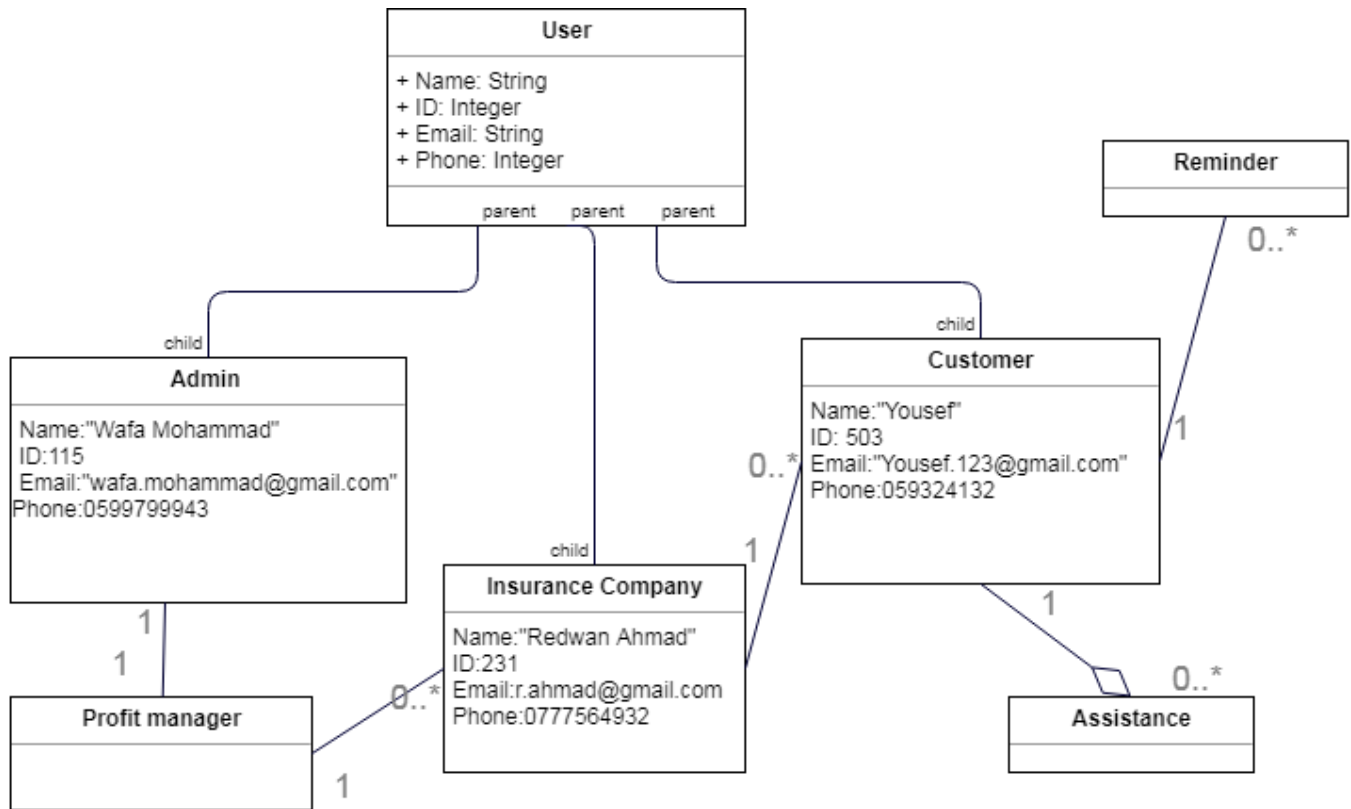 User
+ Name: String
+ ID: Integer
+ Email: String
+ Phone: Integer
parent parent parent
Reminder
0..*
child
Admin
Name:"Wafa Mohammad"
ID:115
Email:"wafa.mohammad@gmail.com"
Phone:0599799943
child
Customer
Name:"Yousef"
ID: 503
Email:"Yousef.123@gmail.com"
Phone:059324132
1
0..*
1
child
Insurance Company
Name:"Redwan Ahmad"
ID:231
Email:r.ahmad@gmail.com
Phone:0777564932
1
1
0..*
1
Profit manager
1
0..*
Assistance